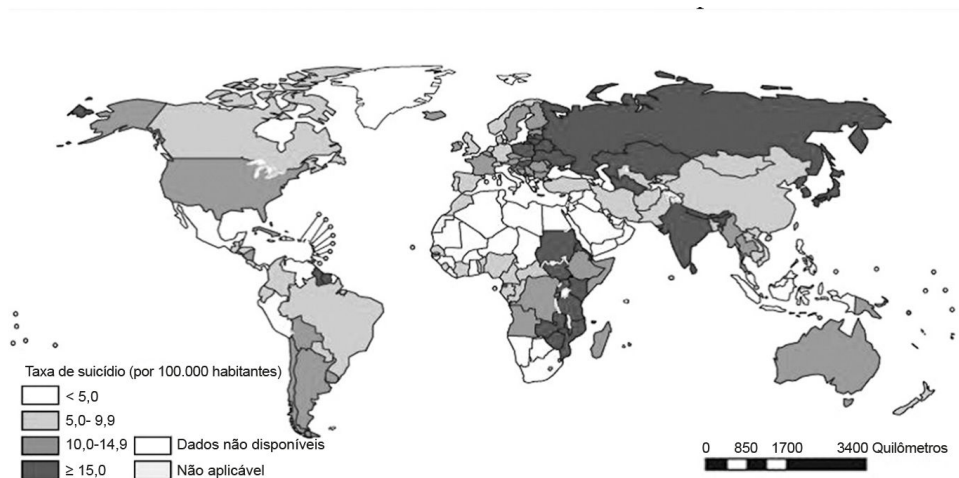 Taxa de suicídio (por 100.000 habitantes)
< 5,0
5,0- 9,9
10,0-14,9
≥ 15,0
Dados não disponíveis
Não aplicável
0 850 1700 3400 Quilômetros